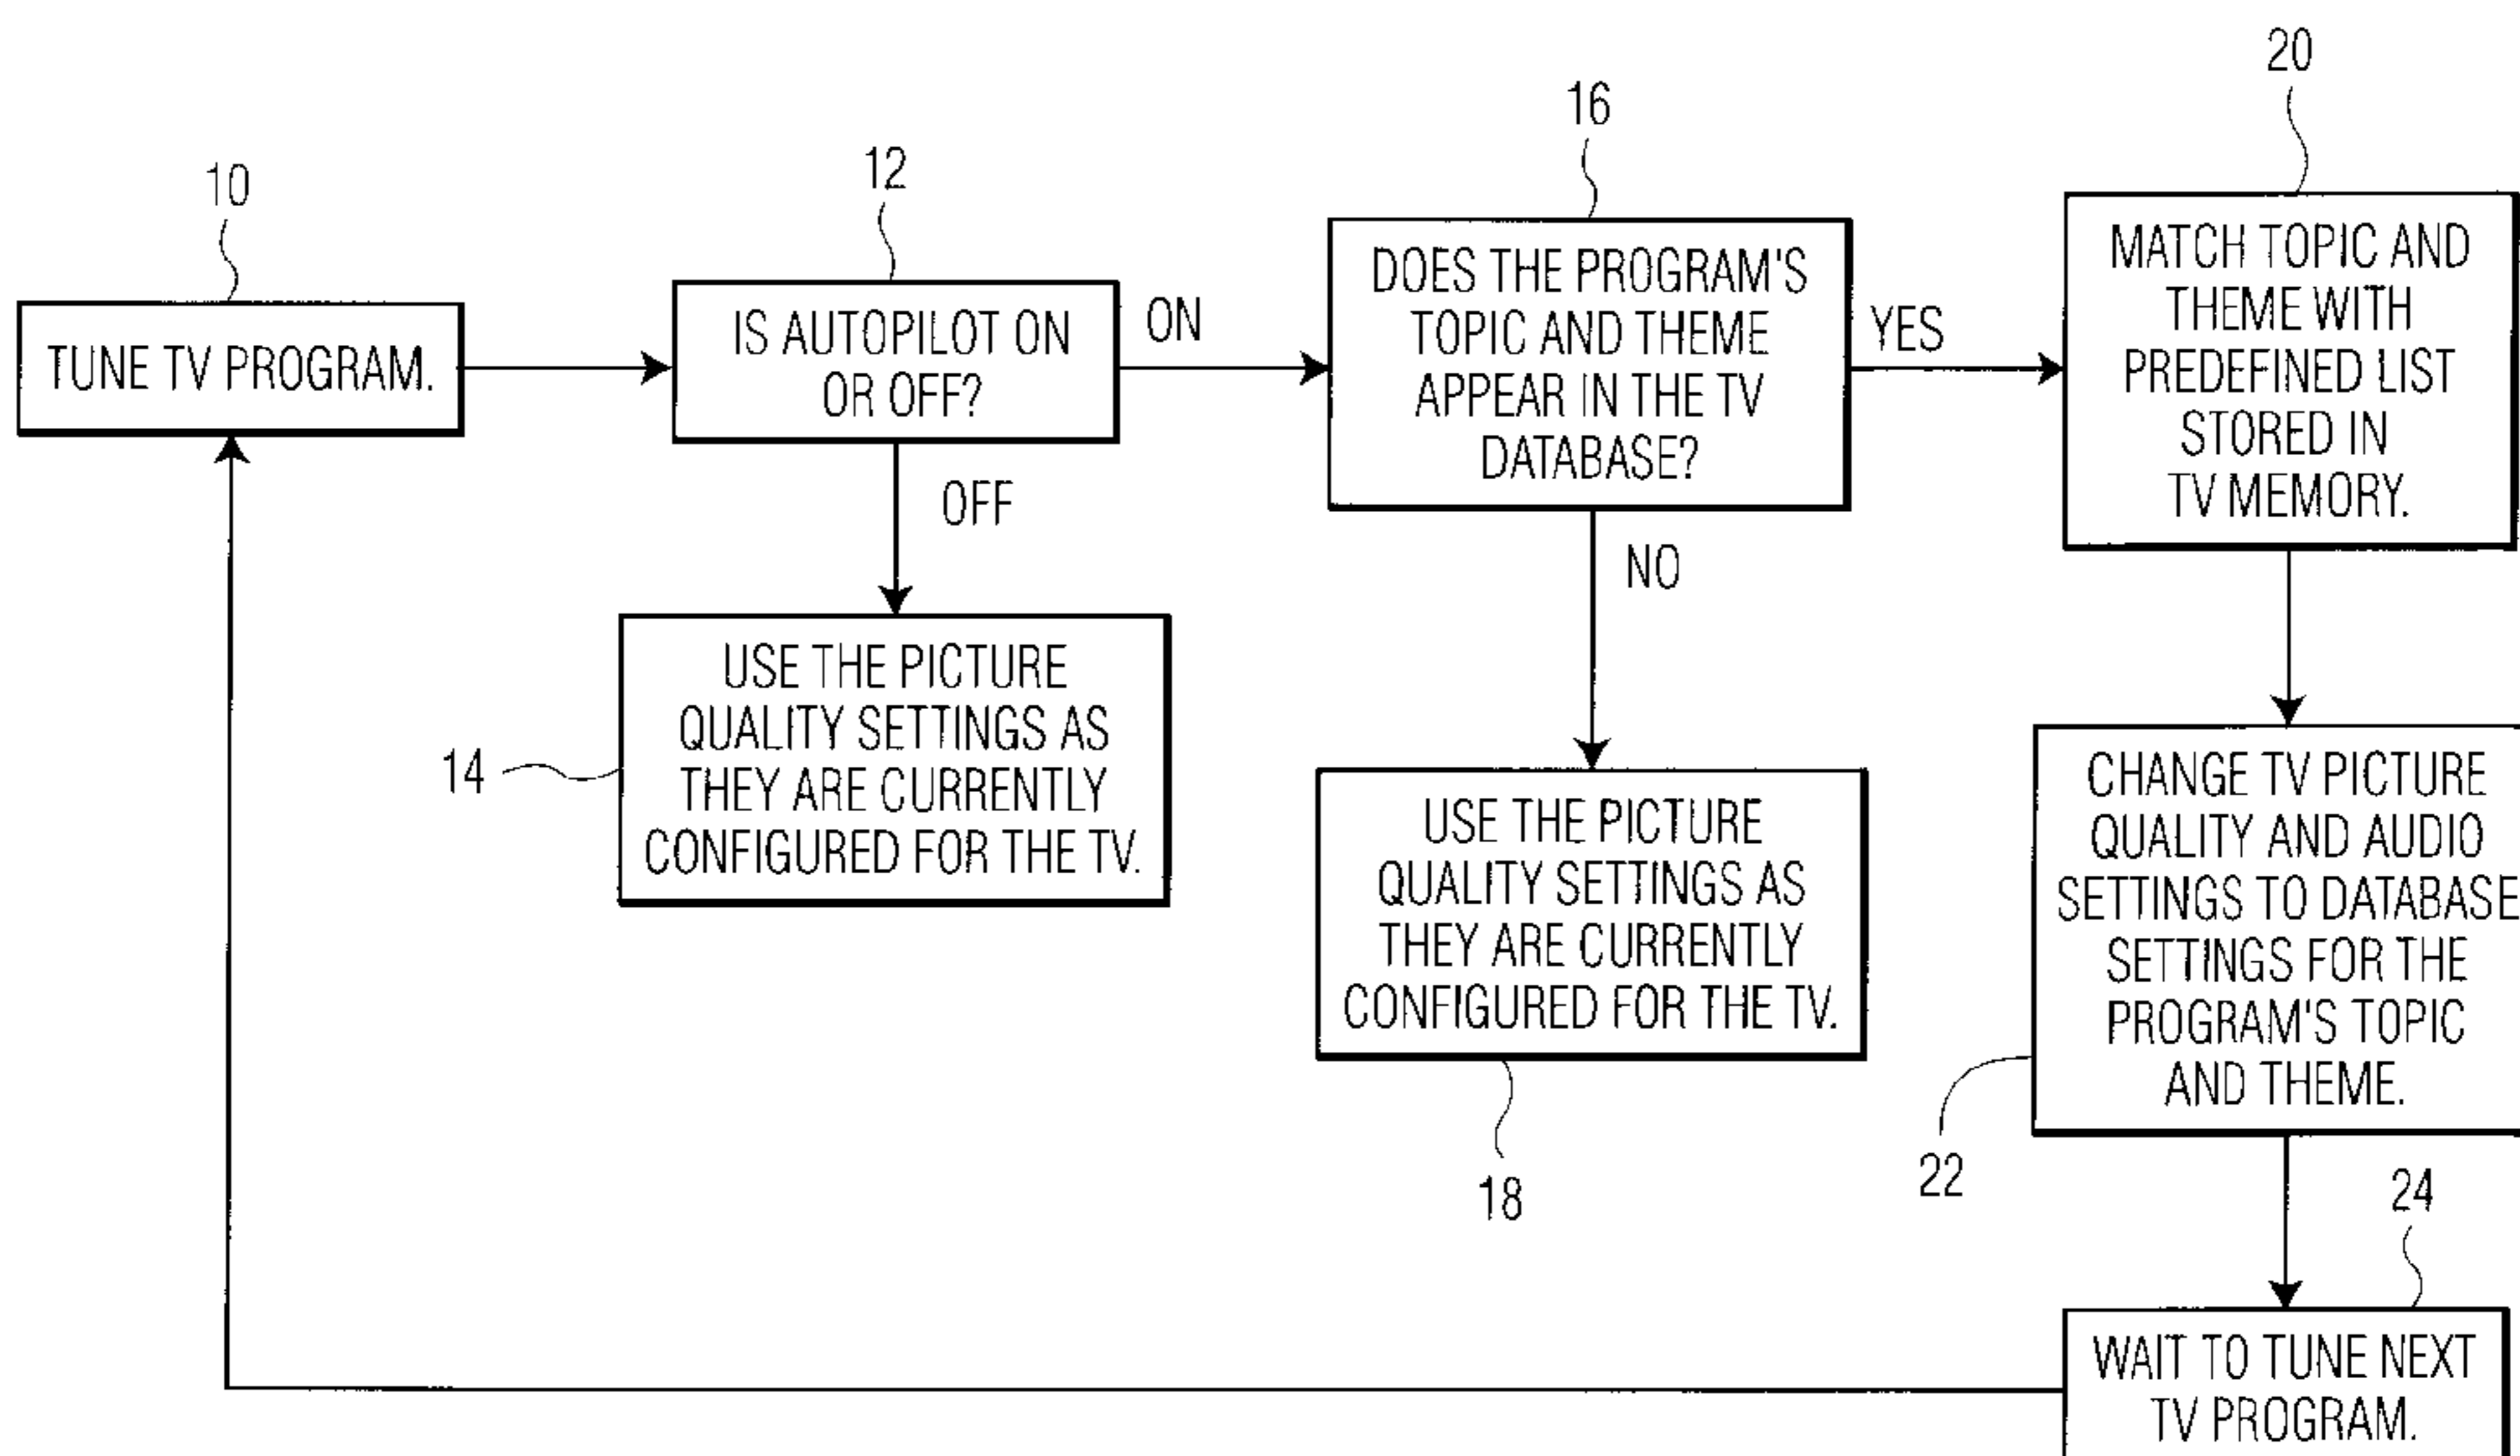 10
TUNE TV PROGRAM.
12
IS AUTOPILOT ON
OR OFF?
ON
OFF
14
USE THE PICTURE
QUALITY SETTINGS AS
THEY ARE CURRENTLY
CONFIGURED FOR THE TV.
16
DOES THE PROGRAM'S
TOPIC AND THEME
APPEAR IN THE TV
DATABASE?
YES
NO
USE THE PICTURE
QUALITY SETTINGS AS
THEY ARE CURRENTLY
CONFIGURED FOR THE TV.
18
20
MATCH TOPIC AND
THEME WITH
PREDEFINED LIST
STORED IN
TV MEMORY.
CHANGE TV PICTURE
QUALITY AND AUDIO
SETTINGS TO DATABASE
SETTINGS FOR THE
PROGRAM'S TOPIC
AND THEME.
22
24
WAIT TO TUNE NEXT
TV PROGRAM.